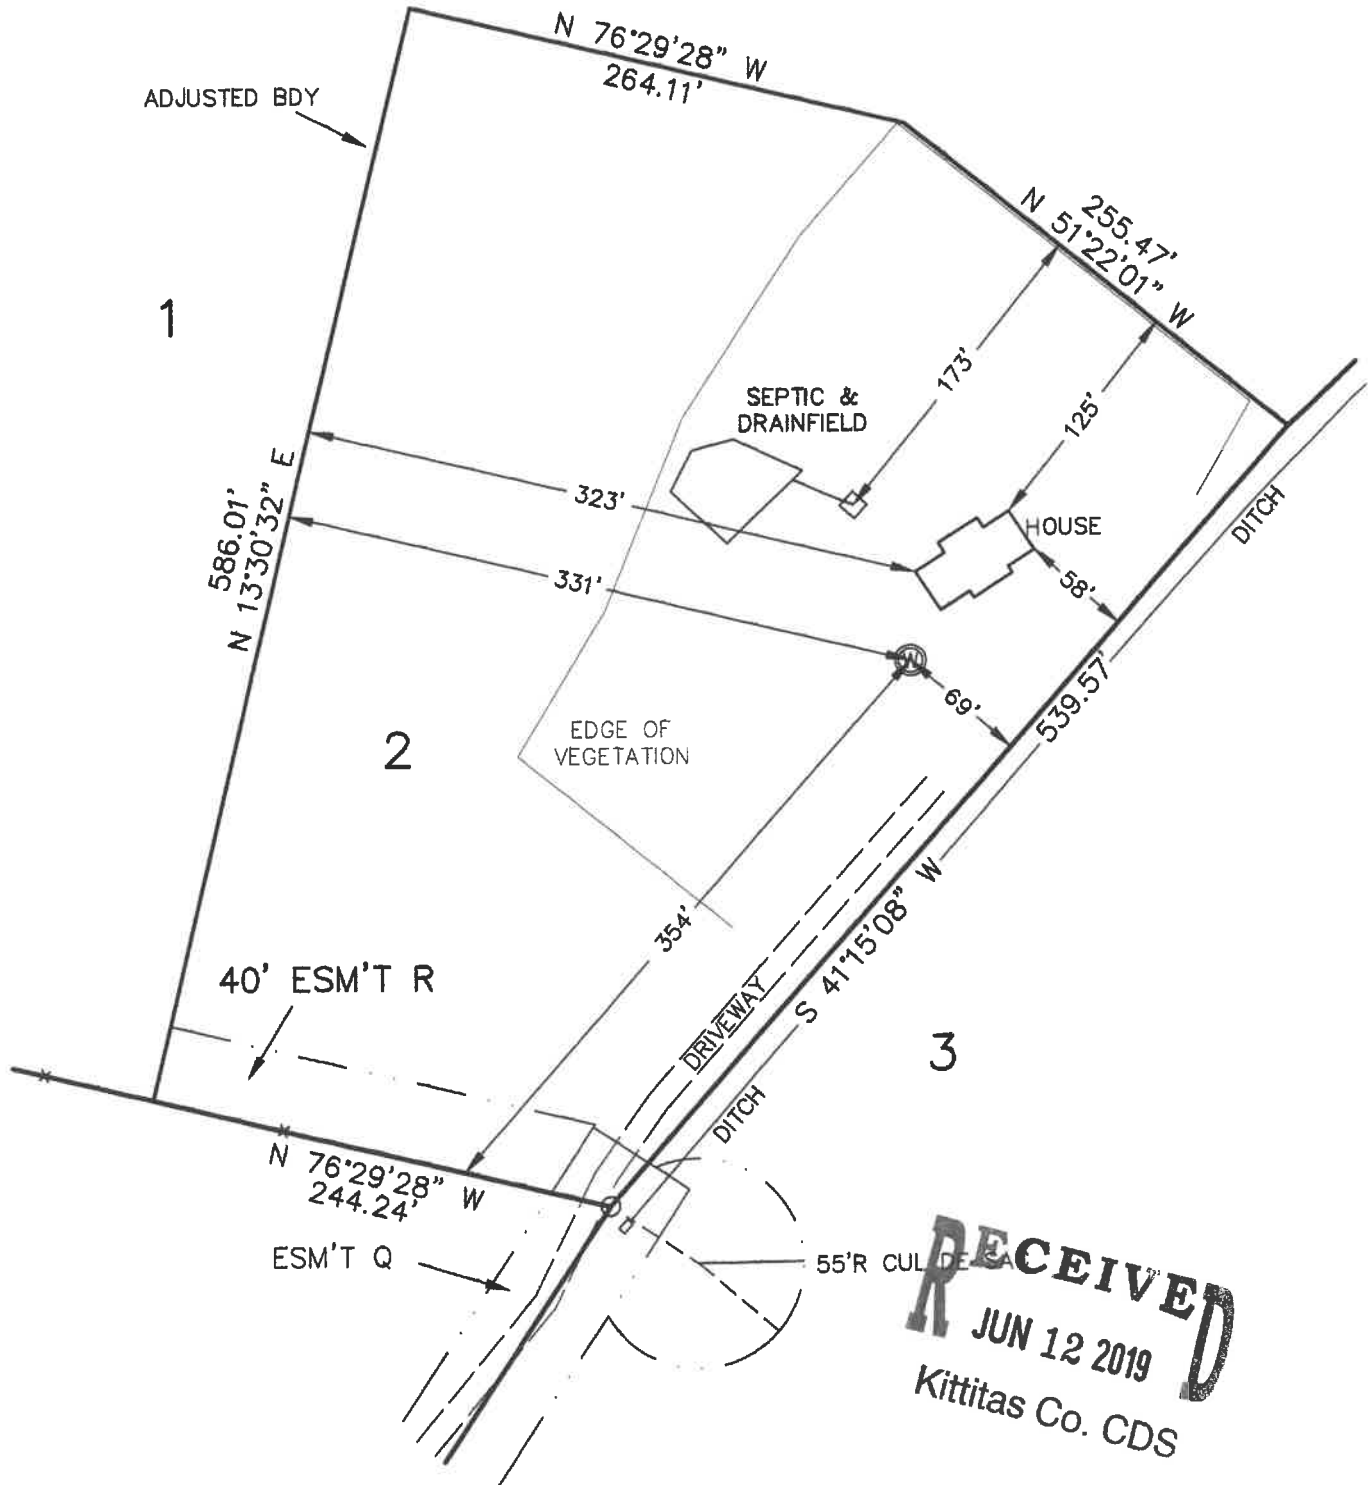 N 76°29'28" W
264.11'
ADJUSTED BDY
255.47'
N 51°22'01" W
1
173'
125'
SEPTIC &
DRAINFIELD
323'
HOUSE
DITCH
586.01'
N 13°30'32" E
331'
58'
W
69'
539.57'
EDGE OF
VEGETATION
2
354'
S 41°15'08" W
40' ESM'T R
DRIVEWAY
3
DITCH
N 76°29'28" W
244.24'
ESM'T Q
55'R CUL DE SA
RECEIVED
JUN 12 2019
Kittitas Co. CDS